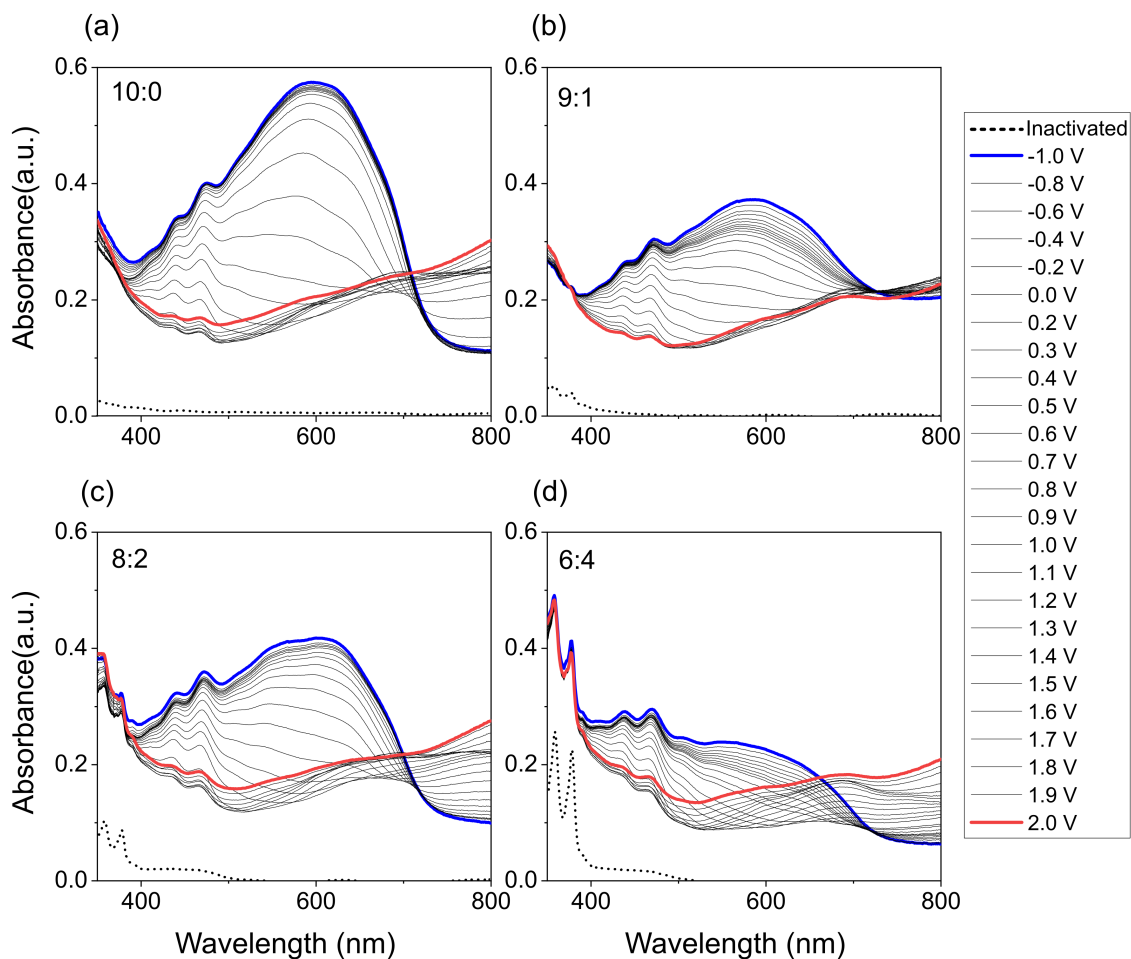 (a)
10:0
Absorbance(a.u.)
0.6
0.4
0.2
0.0
400
600
800
(b)
9:1
0.6
0.4
0.2
0.0
400
600
800
(c)
8:2
Absorbance (a.u.)
0.6
0.4
0.2
0.0
400
600
800
Wavelength (nm)
(d)
6:4
0.6
0.4
0.2
0.0
400
600
800
Wavelength (nm)
Inactivated
-1.0 V
-0.8 V
-0.6 V
-0.4 V
-0.2 V
0.0 V
0.2 V
0.3 V
0.4 V
0.5 V
0.6 V
0.7 V
0.8 V
0.9 V
1.0 V
1.1 V
1.2 V
1.3 V
1.4 V
1.5 V
1.6 V
1.7 V
1.8 V
1.9 V
2.0 V